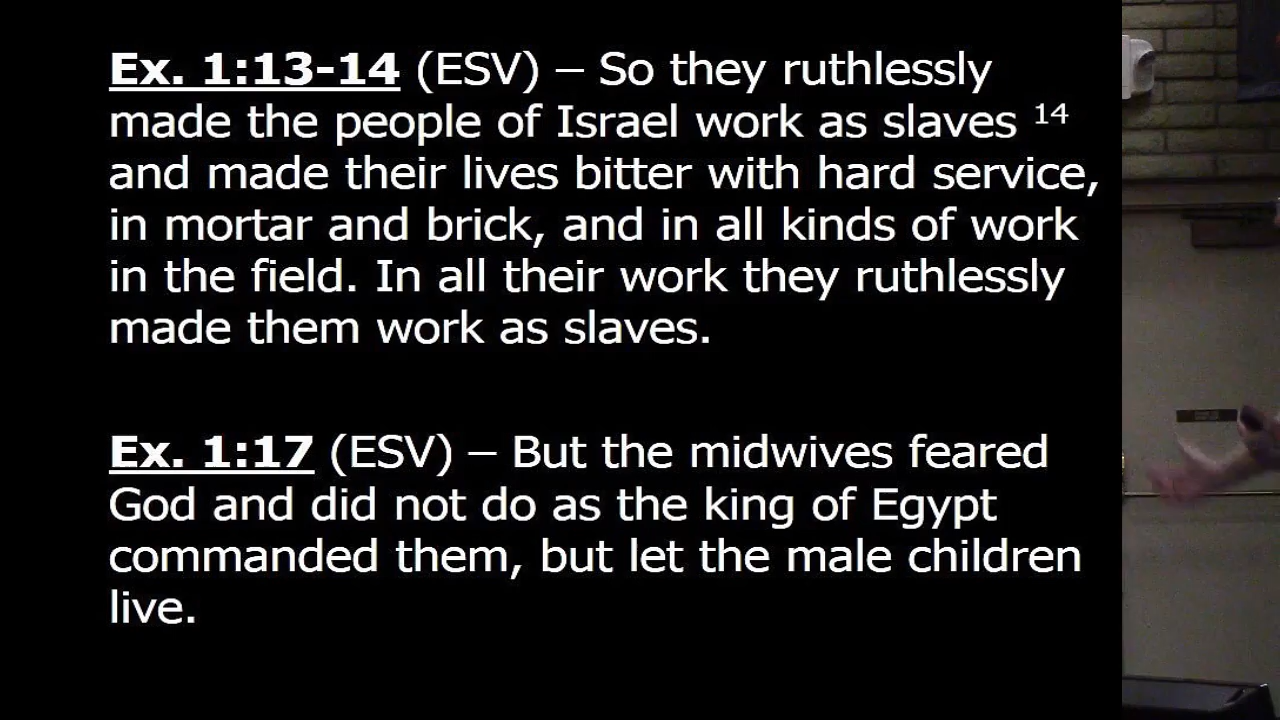 Ex. 1:13-14 (ESV) – So they ruthlessly
made the people of Israel work as slaves 14
and made their lives bitter with hard service,
in mortar and brick, and in all kinds of work
in the field. In all their work they ruthlessly
made them work as slaves.
Ex. 1:17 (ESV) – But the midwives feared
God and did not do as the king of Egypt
commanded them, but let the male children
live.